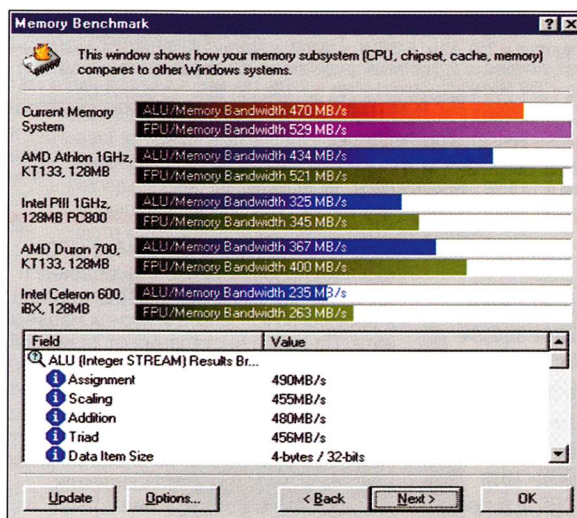 Memory Benchmark
This window shows how your memory subsystem (CPU, chipset, cache, memory)
compares to other Windows systems.
Current Memory
System
ALU/Memory Bandwidth 470 MB/s
FPU/Memory Bandwidth 529 MB/s
AMD Athlon 1GHz,
KT133, 128MB
ALU/Memory Bandwidth 434 MB/s
FPU/Memory Bandwidth 521 MB/s
Intel PIII 1GHz,
128MB PC800
ALU/Memory Bandwidth 325 MB/s
FPU/Memory Bandwidth 345 MB/s
AMD Duron 700,
KT133, 128MB
ALU/Memory Bandwidth 367 MB/s
FPU/Memory Bandwidth 400 MB/s
Intel Celeron 600,
iBX, 128MB
ALU/Memory Bandwidth 235 MB/s
FPU/Memory Bandwidth 263 MB/s
Field Value
ALU (Integer STREAM) Results Br...
Assignment 490MB/s
Scaling 455MB/s
Addition 480MB/s
Triad 456MB/s
Data Item Size 4-bytes / 32-bits
Update Options... < Back Next > OK